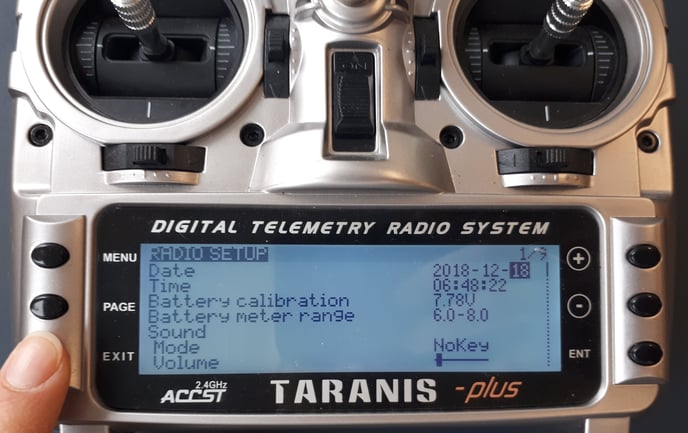 DIGITAL TELEMETRY RADIO SYSTEM
MENU
PAGE
EXIT
RADIO SETUP 1/9
Date 2018-12-18
Time 06:48:22
Battery calibration 7.78V
Battery meter range 6.0-8.0
Sound
Mode NoKey
Volume
+
-
ENT
2.4GHz
ACCST TARANIS -plus